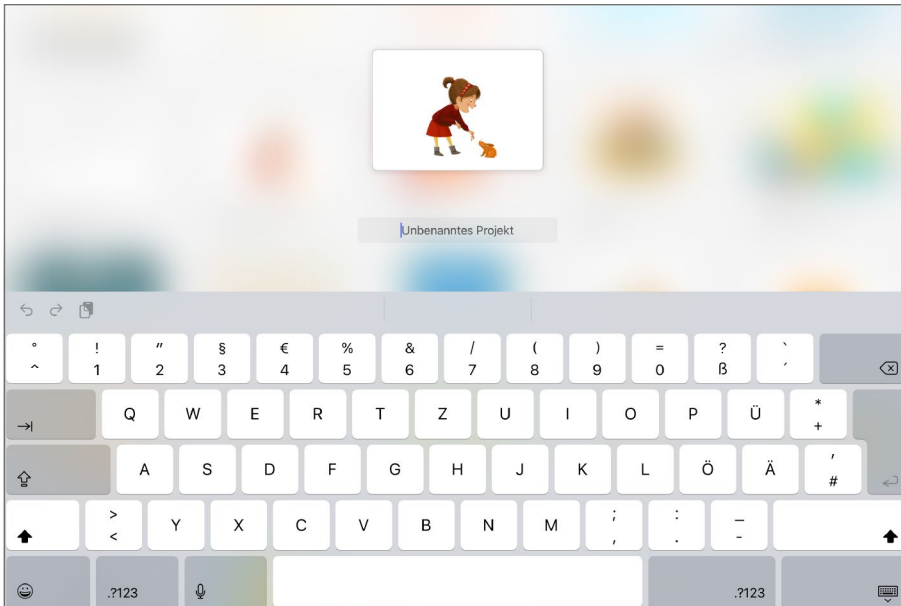 Unbenanntes Projekt
° ! " § € % & / ( ) = ? `
^ 1 2 3 4 5 6 7 8 9 0 ß ´
Q W E R T Z U I O P Ü * +
A S D F G H J K L Ö Ä ' #
> < Y X C V B N M ; , : . _ -
.?123 .?123